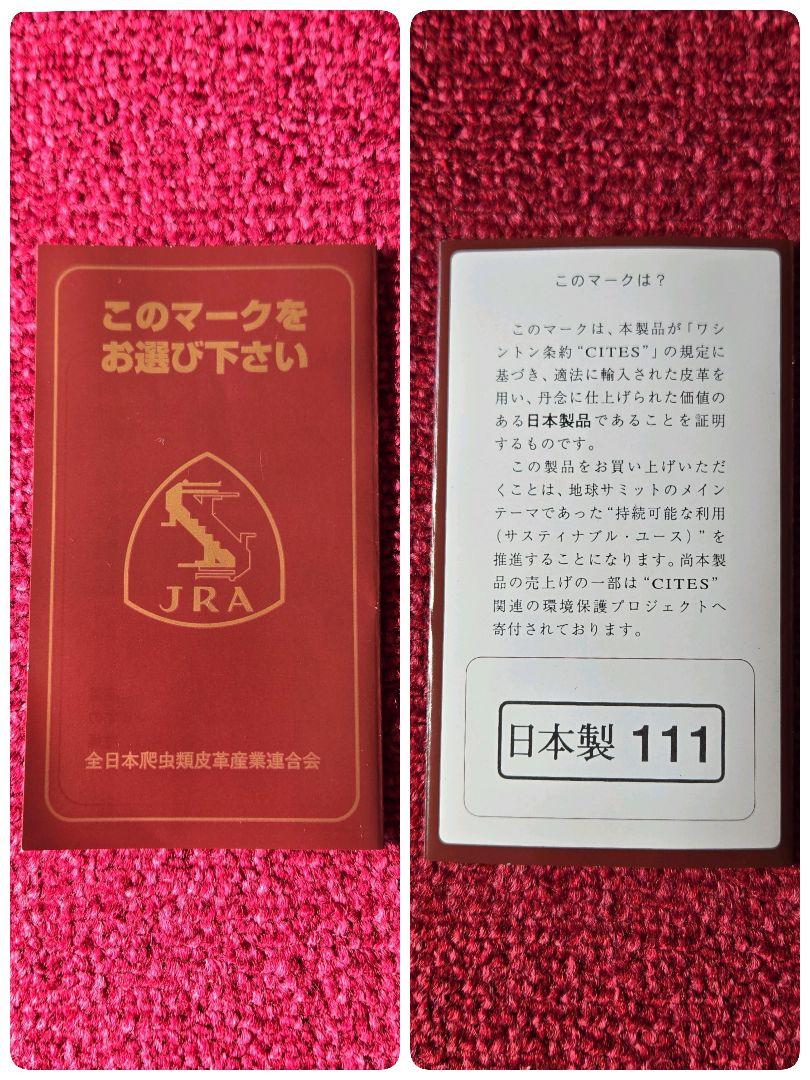 このマークを
お選び下さい
JRA
全日本爬虫類皮革産業連合会
このマークは？
このマークは、本製品が「ワシ
ントン条約“CITES”」の規定に
基づき、適法に輸入された皮革を
用い、丹念に仕上げられた価値の
ある日本製品であることを証明
するものです。
この製品をお買い上げいただ
くことは、地球サミットのメイン
テーマであった“持続可能な利用
（サスティナブル・ユース）”を
推進することになります。尚本製
品の売上げの一部は“CITES”
関連の環境保護プロジェクトへ
寄付されております。
日本製 111